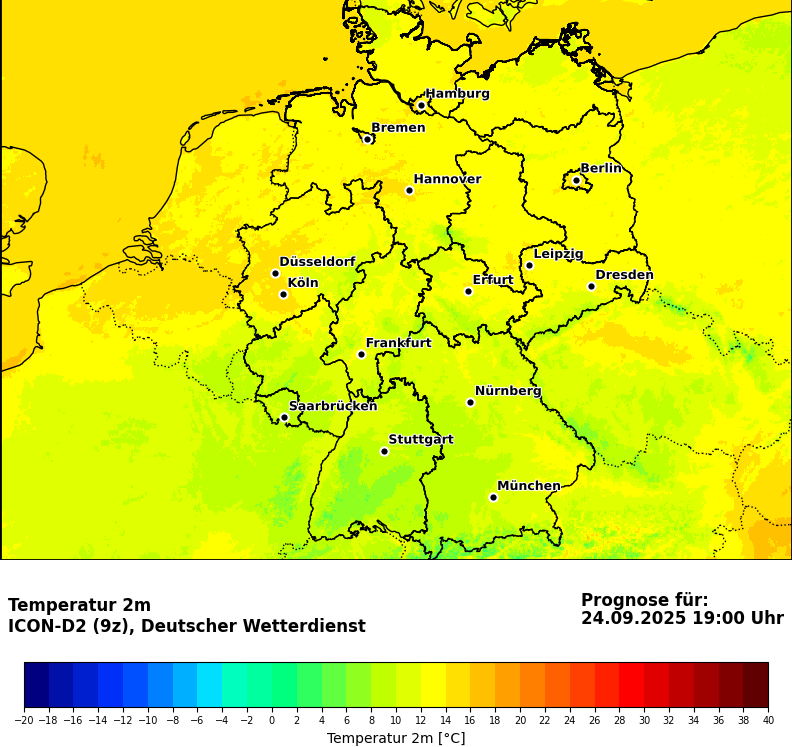 Hamburg
Bremen
Berlin
Hannover
Leipzig
Düsseldorf
Dresden
Köln
Erfurt
Frankfurt
Nürnberg
Saarbrücken
Stuttgart
München
Temperatur 2m
ICON-D2 (9z), Deutscher Wetterdienst
Prognose für:
24.09.2025 19:00 Uhr
−20 −18 −16 −14 −12 −10 −8 −6 −4 −2 0 2 4 6 8 10 12 14 16 18 20 22 24 26 28 30 32 34 36 38 40
Temperatur 2m [°C]